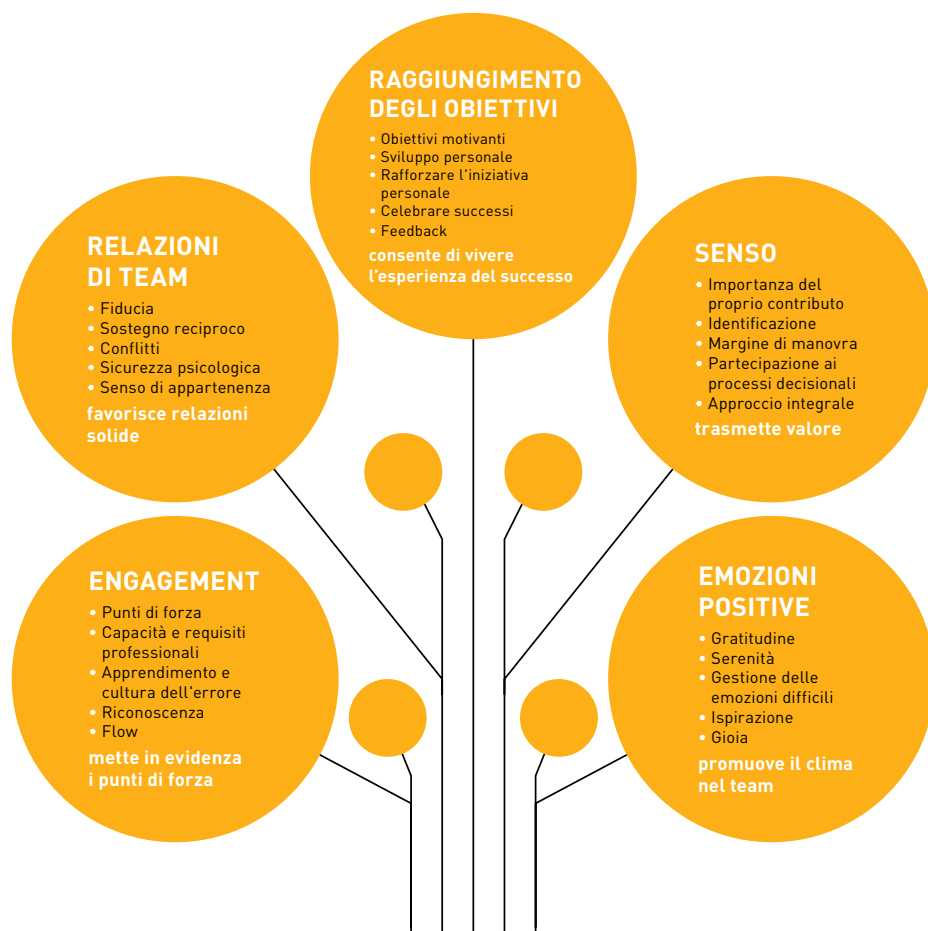 RAGGIUNGIMENTO
DEGLI OBIETTIVI
• Obiettivi motivanti
• Sviluppo personale
• Rafforzare l'iniziativa
personale
• Celebrare successi
• Feedback
consente di vivere
l’esperienza del successo
RELAZIONI
DI TEAM
• Fiducia
• Sostegno reciproco
• Conflitti
• Sicurezza psicologica
• Senso di appartenenza
favorisce relazioni
solide
SENSO
• Importanza del
proprio contributo
• Identificazione
• Margine di manovra
• Partecipazione ai
processi decisionali
• Approccio integrale
trasmette valore
ENGAGEMENT
• Punti di forza
• Capacità e requisiti
professionali
• Apprendimento e
cultura dell'errore
• Riconoscenza
• Flow
mette in evidenza
i punti di forza
EMOZIONI
POSITIVE
• Gratitudine
• Serenità
• Gestione delle
emozioni difficili
• Ispirazione
• Gioia
promuove il clima
nel team